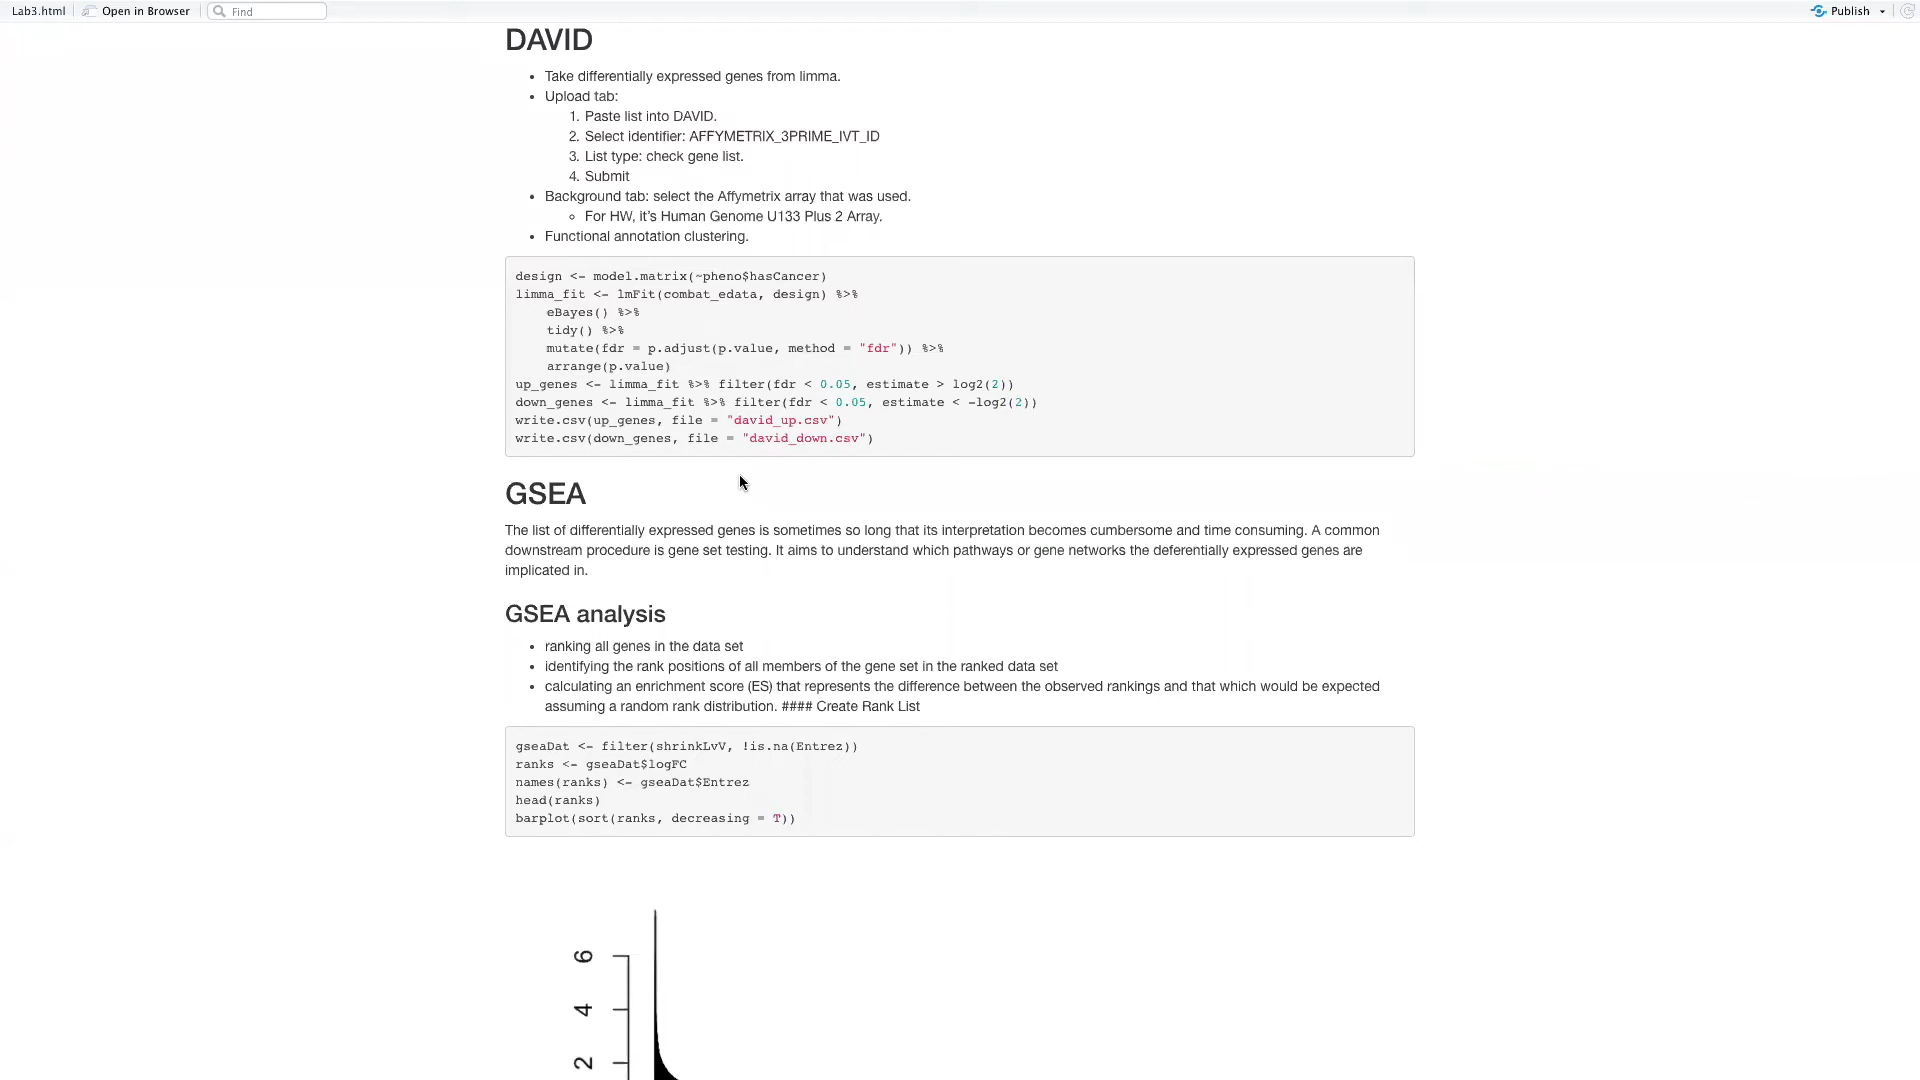 Lab3.html Open in Browser Find Publish
DAVID
• Take differentially expressed genes from limma.
• Upload tab:
1. Paste list into DAVID.
2. Select identifier: AFFYMETRIX_3PRIME_IVT_ID
3. List type: check gene list.
4. Submit
• Background tab: select the Affymetrix array that was used.
◦ For HW, it's Human Genome U133 Plus 2 Array.
• Functional annotation clustering.
design <- model.matrix(~pheno$hasCancer)
limma_fit <- lmFit(combat_edata, design) %>%
    eBayes() %>%
    tidy() %>%
    mutate(fdr = p.adjust(p.value, method = "fdr")) %>%
    arrange(p.value)
up_genes <- limma_fit %>% filter(fdr < 0.05, estimate > log2(2))
down_genes <- limma_fit %>% filter(fdr < 0.05, estimate < -log2(2))
write.csv(up_genes, file = "david_up.csv")
write.csv(down_genes, file = "david_down.csv")
GSEA
The list of differentially expressed genes is sometimes so long that its interpretation becomes cumbersome and time consuming. A common
downstream procedure is gene set testing. It aims to understand which pathways or gene networks the deferentially expressed genes are
implicated in.
GSEA analysis
• ranking all genes in the data set
• identifying the rank positions of all members of the gene set in the ranked data set
• calculating an enrichment score (ES) that represents the difference between the observed rankings and that which would be expected
assuming a random rank distribution. #### Create Rank List
gseaDat <- filter(shrinkLvV, !is.na(Entrez))
ranks <- gseaDat$logFC
names(ranks) <- gseaDat$Entrez
head(ranks)
barplot(sort(ranks, decreasing = T))
6
4
2